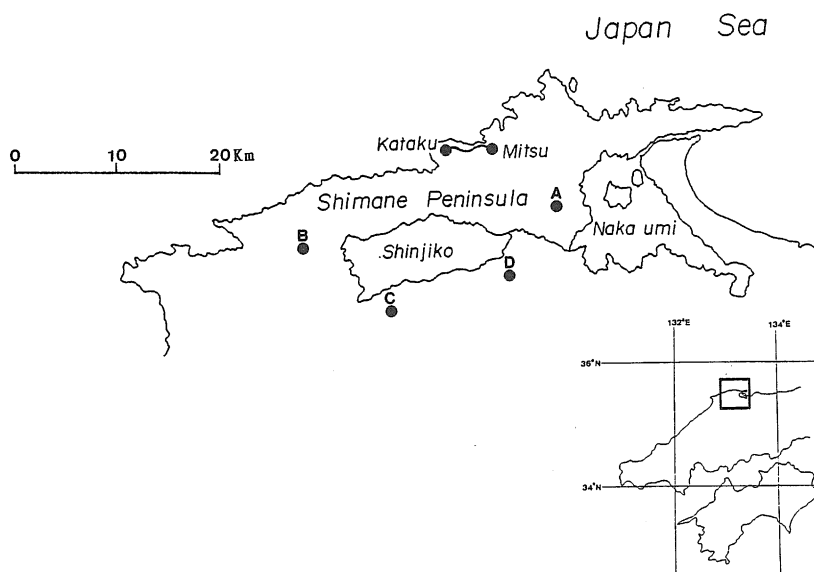 Japan Sea
Kataku
Mitsu
0 10 20 Km
Shimane Peninsula
A
B
Naka umi
Shinjiko
D
C
132°E 134°E
36°N
34°N